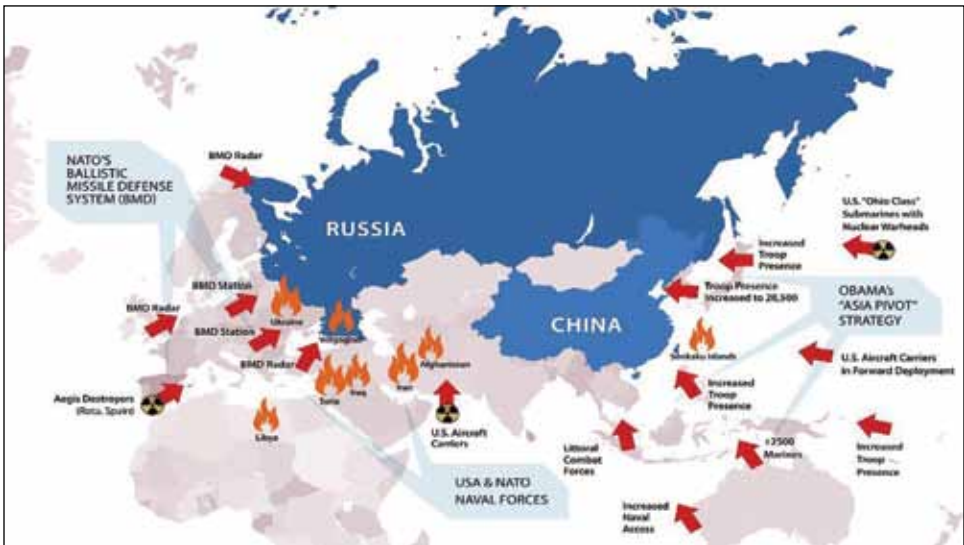 NATO'S
BALLISTIC
MISSILE DEFENSE
SYSTEM (BMD)
BMD Radar
RUSSIA
U.S. "Ohio Class"
Submarines with
Nuclear Warheads
Increased
Troop
Presence
BMD Station
BMD Radar
Ukraine
Troop Presence
Increased to 28,500
OBAMA's
"ASIA PIVOT"
STRATEGY
BMD Station
CHINA
Volgograd
BMD Radar
Afghanistan
Senkaku Islands
U.S. Aircraft Carriers
In Forward Deployment
Syria
Iraq
Iran
Aegis Destroyers
(Rota, Spain)
Increased
Troop
Presence
Libya
U.S. Aircraft
Carriers
Littoral
Combat
Forces
+2500
Marines
Increased
Troop
Presence
USA & NATO
NAVAL FORCES
Increased
Naval
Access